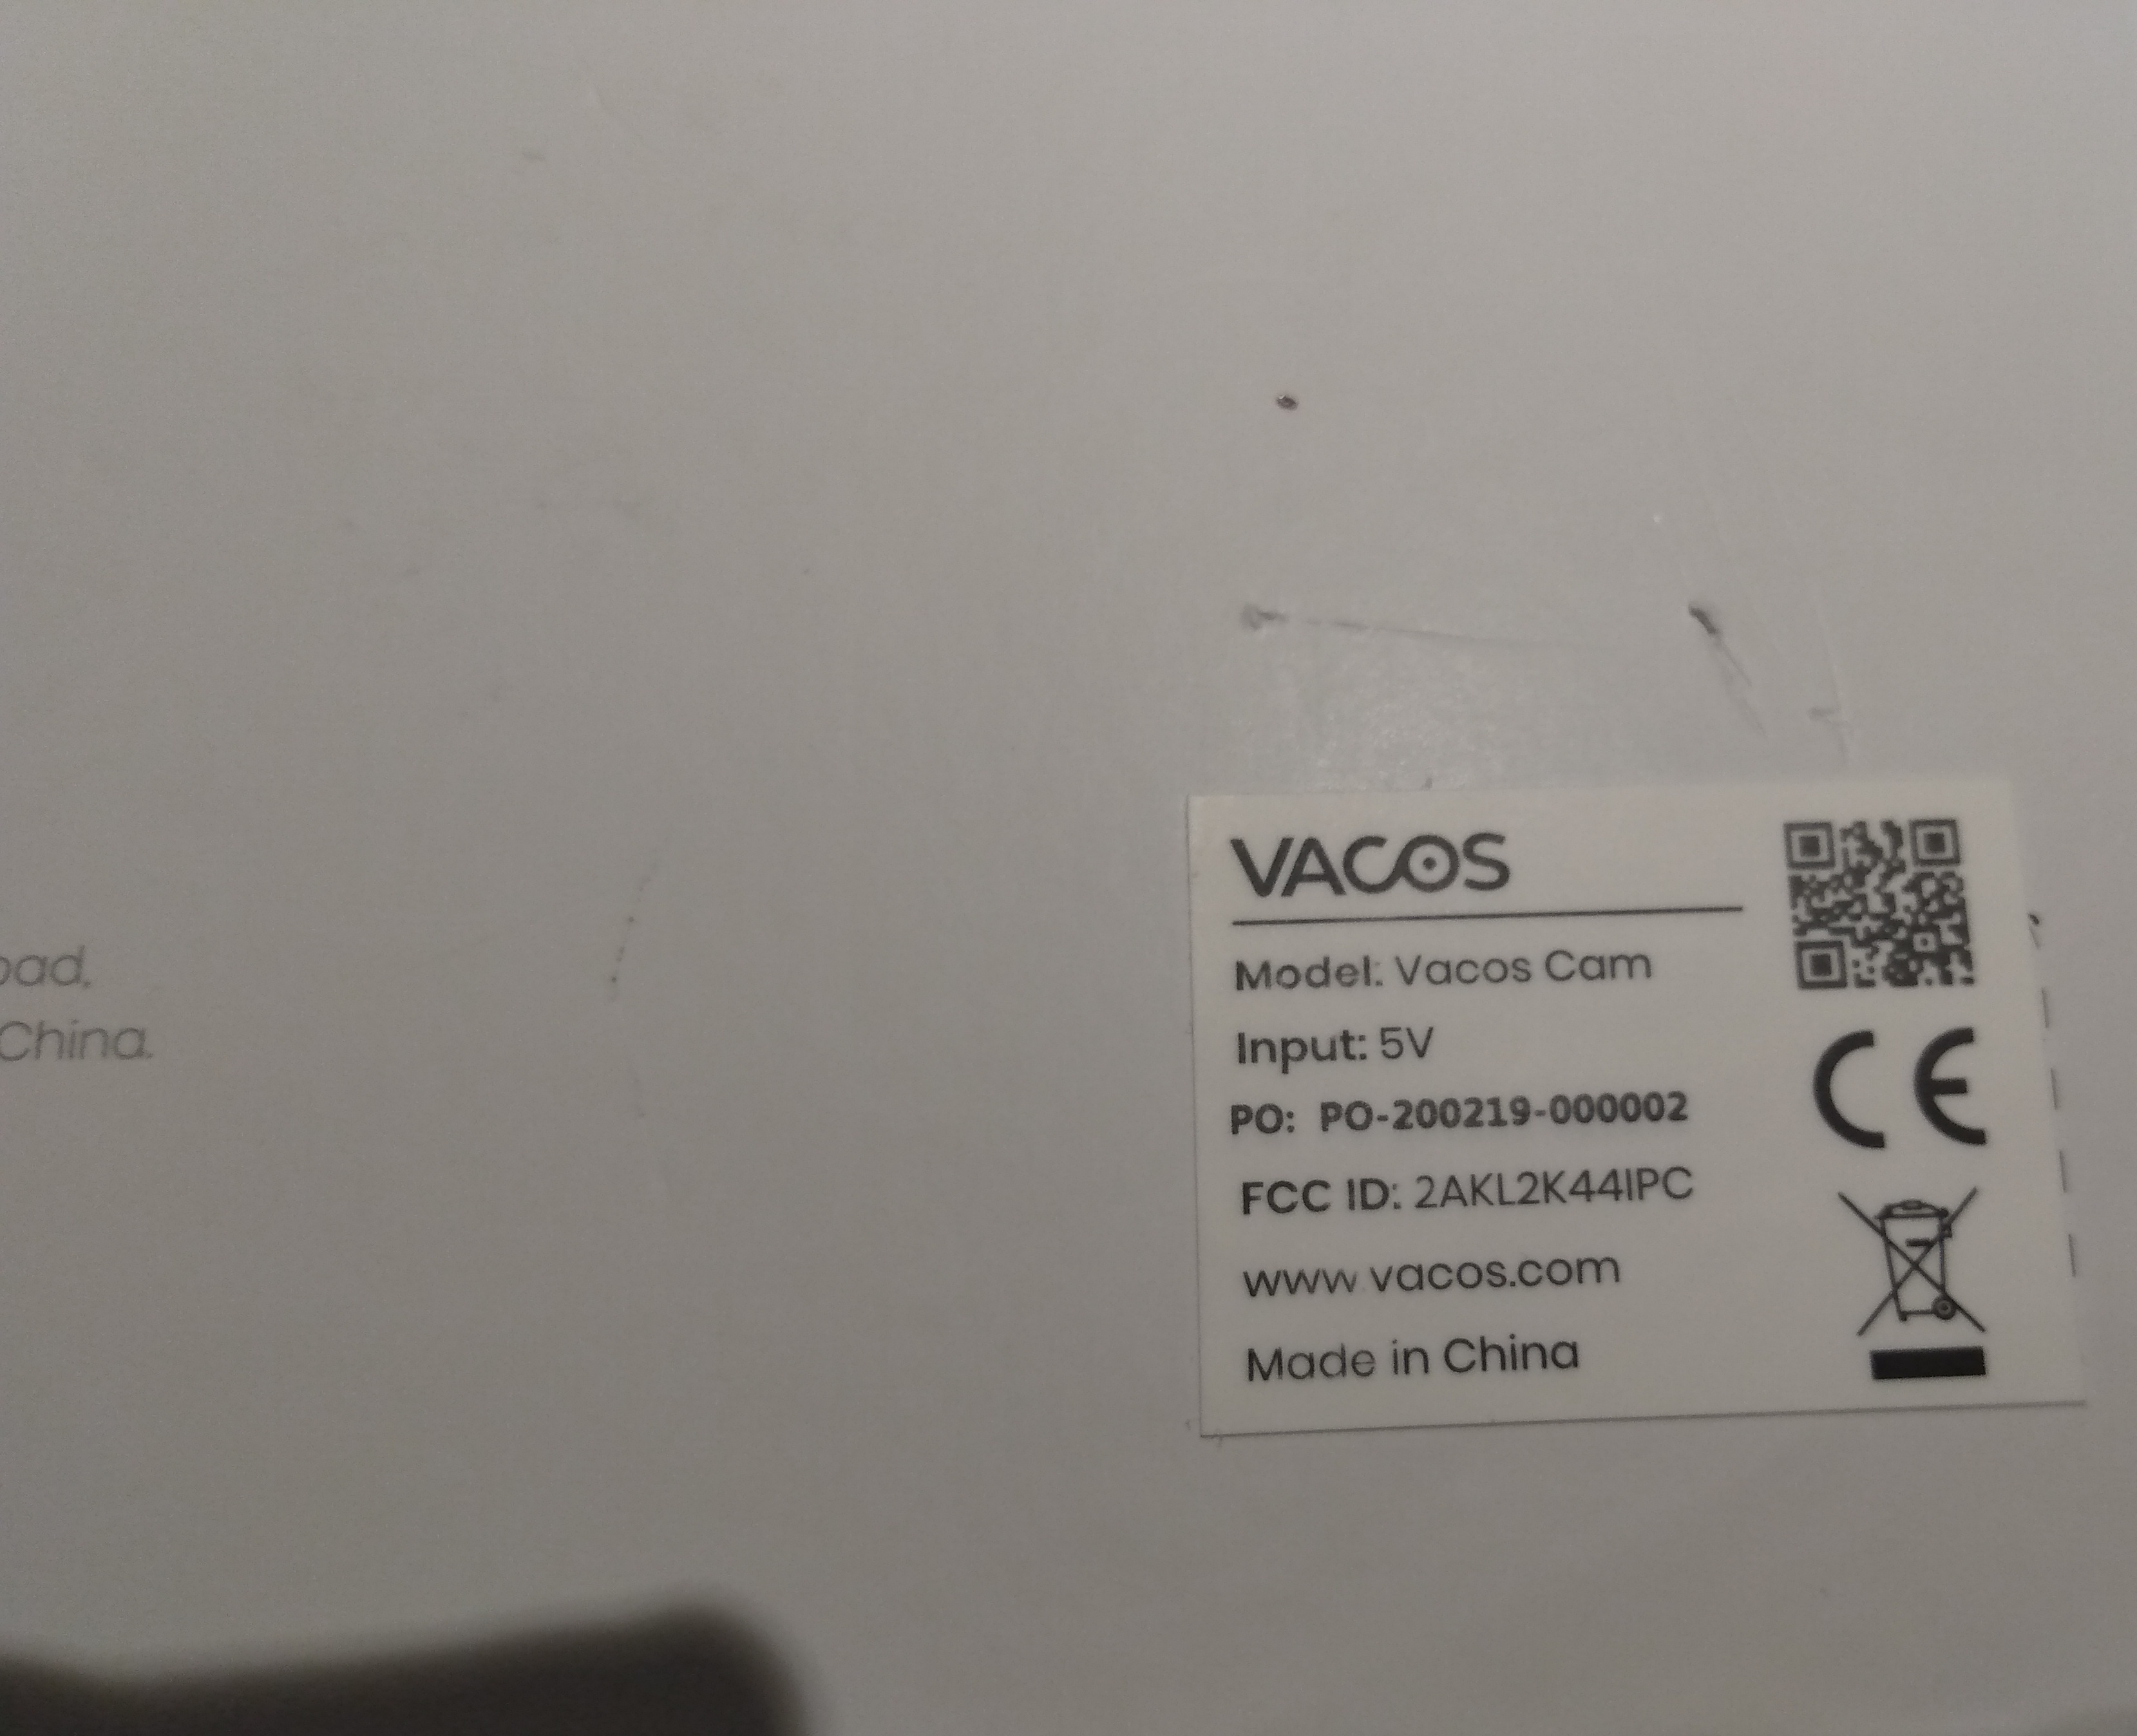 China.
VACOS
Model: Vacos Cam
Input: 5V
PO: PO-200219-000002
FCC ID: 2AKL2K44IPC
www.vacos.com
Made in China
CE